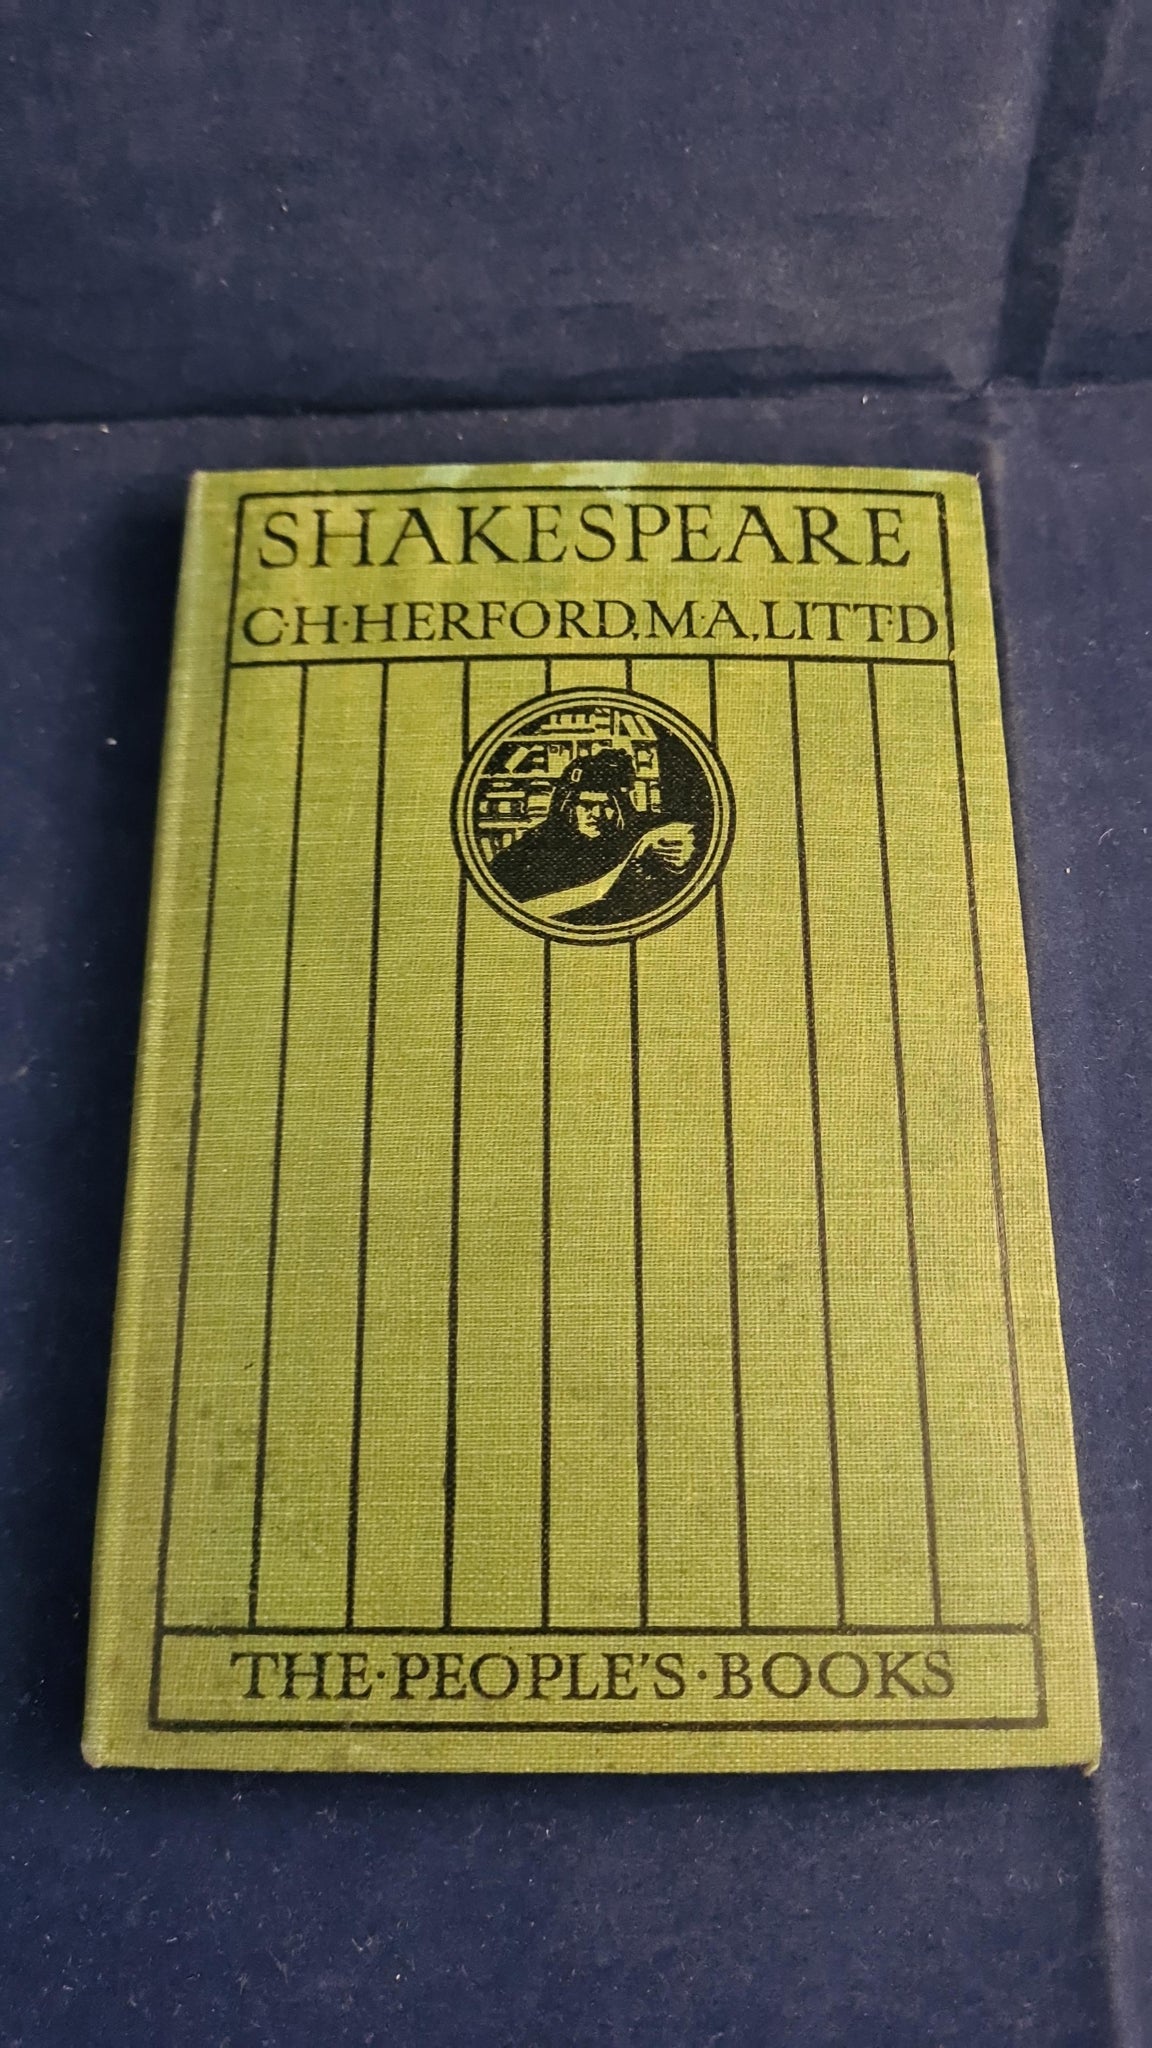 SHAKESPEARE
C·H·HERFORD, M·A., LITT·D
THE·PEOPLE'S·BOOKS